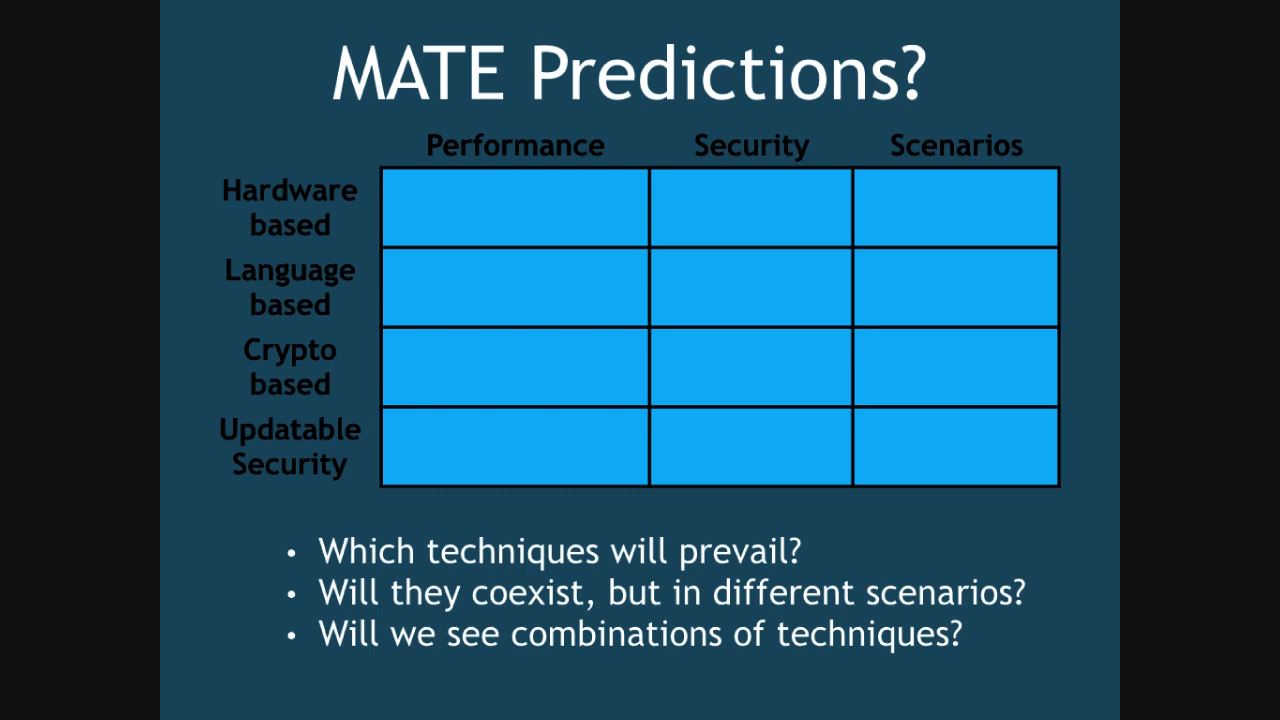 MATE Predictions?
Performance Security Scenarios
Hardware
based
Language
based
Crypto
based
Updatable
Security
• Which techniques will prevail?
• Will they coexist, but in different scenarios?
• Will we see combinations of techniques?